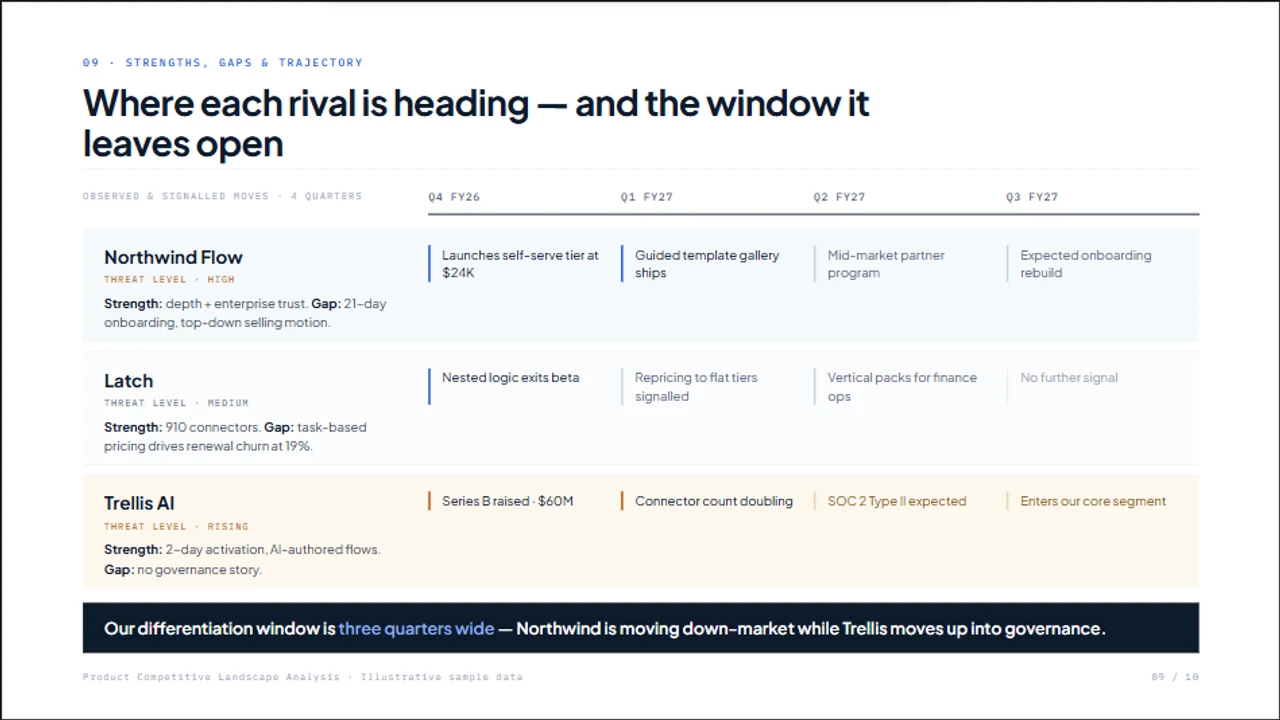 09 · STRENGTHS, GAPS & TRAJECTORY
Where each rival is heading — and the window it
leaves open
OBSERVED & SIGNALLED MOVES · 4 QUARTERS
Q4 FY26
Q1 FY27
Q2 FY27
Q3 FY27
Northwind Flow
THREAT LEVEL · HIGH
Strength: depth + enterprise trust. Gap: 21-day
onboarding, top-down selling motion.
Launches self-serve tier at
$24K
Guided template gallery
ships
Mid-market partner
program
Expected onboarding
rebuild
Latch
THREAT LEVEL · MEDIUM
Strength: 910 connectors. Gap: task-based
pricing drives renewal churn at 19%.
Nested logic exits beta
Repricing to flat tiers
signalled
Vertical packs for finance
ops
No further signal
Trellis AI
THREAT LEVEL · RISING
Strength: 2-day activation, AI-authored flows.
Gap: no governance story.
Series B raised · $60M
Connector count doubling
SOC 2 Type II expected
Enters our core segment
Our differentiation window is three quarters wide — Northwind is moving down-market while Trellis moves up into governance.
Product Competitive Landscape Analysis · Illustrative sample data
09 / 10